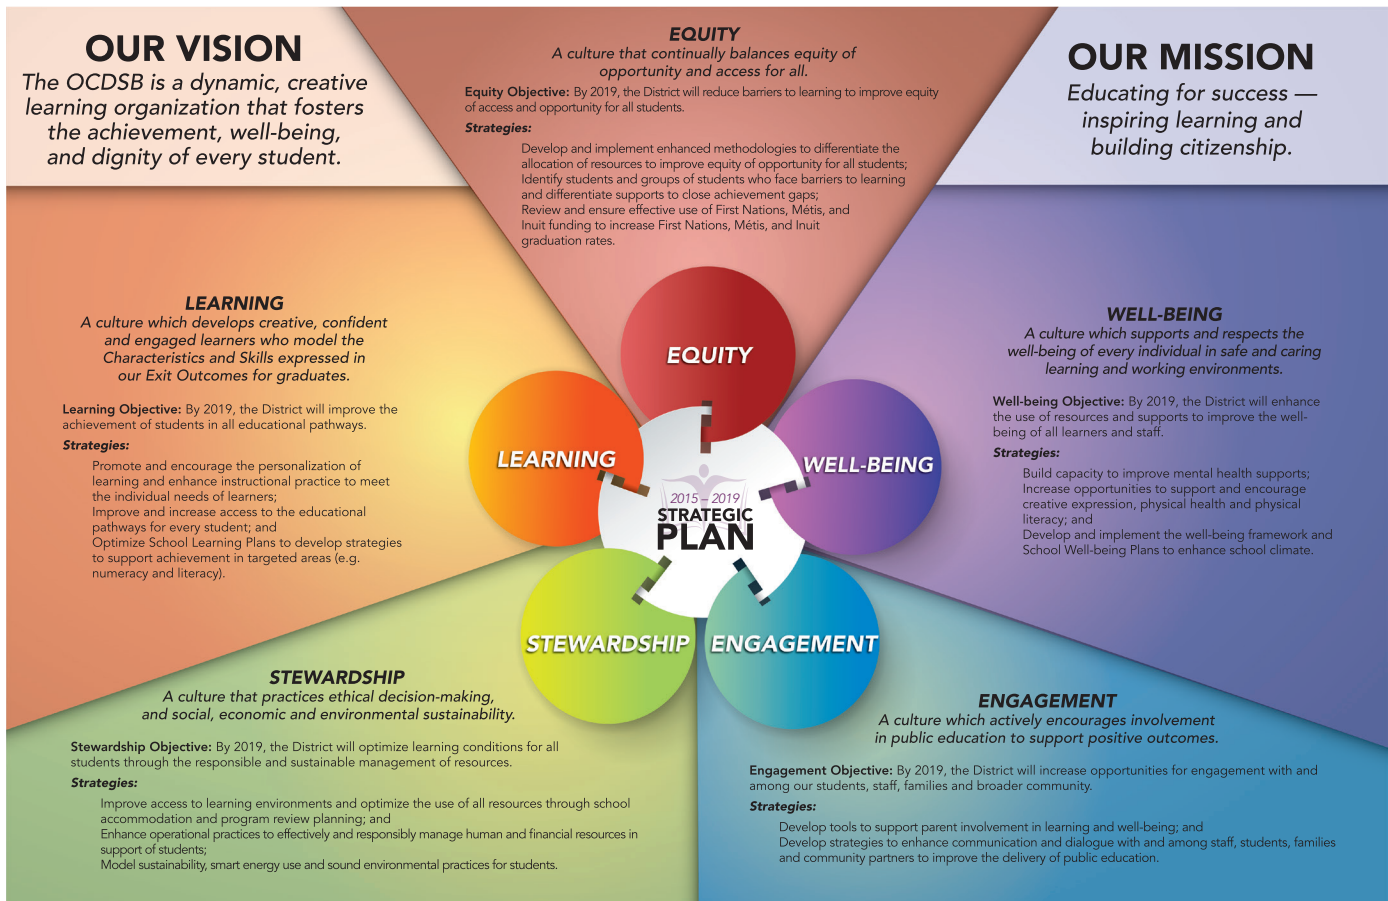 OUR VISION
The OCDSB is a dynamic, creative
learning organization that fosters
the achievement, well-being,
and dignity of every student.
EQUITY
A culture that continually balances equity of
opportunity and access for all.
Equity Objective: By 2019, the District will reduce barriers to learning to improve equity
of access and opportunity for all students.
Strategies:
Develop and implement enhanced methodologies to differentiate the
allocation of resources to improve equity of opportunity for all students;
Identify students and groups of students who face barriers to learning
and differentiate supports to close achievement gaps;
Review and ensure effective use of First Nations, Métis, and
Inuit funding to increase First Nations, Métis, and Inuit
graduation rates.
OUR MISSION
Educating for success —
inspiring learning and
building citizenship.
LEARNING
A culture which develops creative, confident
and engaged learners who model the
Characteristics and Skills expressed in
our Exit Outcomes for graduates.
Learning Objective: By 2019, the District will improve the
achievement of students in all educational pathways.
Strategies:
Promote and encourage the personalization of
learning and enhance instructional practice to meet
the individual needs of learners;
Improve and increase access to the educational
pathways for every student; and
Optimize School Learning Plans to develop strategies
to support achievement in targeted areas (e.g.
numeracy and literacy).
EQUITY
LEARNING
WELL-BEING
2015 – 2019
STRATEGIC
PLAN
STEWARDSHIP
ENGAGEMENT
WELL-BEING
A culture which supports and respects the
well-being of every individual in safe and caring
learning and working environments.
Well-being Objective: By 2019, the District will enhance
the use of resources and supports to improve the well-
being of all learners and staff.
Strategies:
Build capacity to improve mental health supports;
Increase opportunities to support and encourage
creative expression, physical health and physical
literacy; and
Develop and implement the well-being framework and
School Well-being Plans to enhance school climate.
STEWARDSHIP
A culture that practices ethical decision-making,
and social, economic and environmental sustainability.
Stewardship Objective: By 2019, the District will optimize learning conditions for all
students through the responsible and sustainable management of resources.
Strategies:
Improve access to learning environments and optimize the use of all resources through school
accommodation and program review planning; and
Enhance operational practices to effectively and responsibly manage human and financial resources in
support of students;
Model sustainability, smart energy use and sound environmental practices for students.
ENGAGEMENT
A culture which actively encourages involvement
in public education to support positive outcomes.
Engagement Objective: By 2019, the District will increase opportunities for engagement with and
among our students, staff, families and broader community.
Strategies:
Develop tools to support parent involvement in learning and well-being; and
Develop strategies to enhance communication and dialogue with and among staff, students, families
and community partners to improve the delivery of public education.